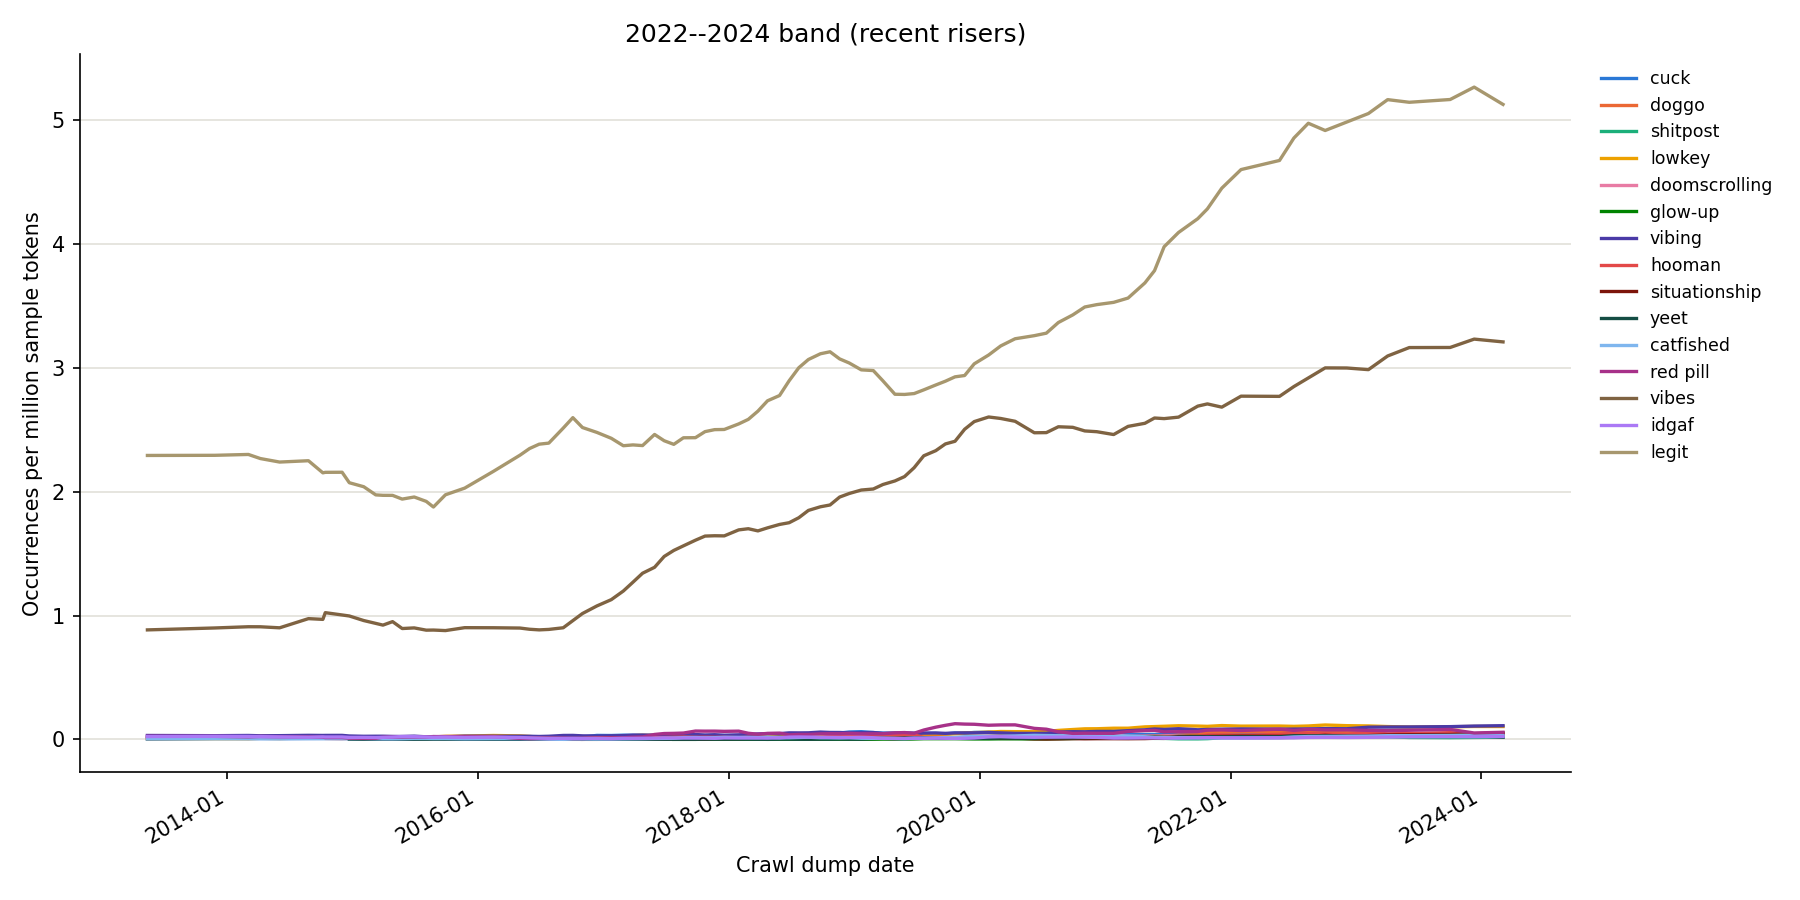 2022--2024 band (recent risers)
Occurrences per million sample tokens
5
4
3
2
1
0
2014-01
2016-01
2018-01
2020-01
2022-01
2024-01
Crawl dump date
cuck
doggo
shitpost
lowkey
doomscrolling
glow-up
vibing
hooman
situationship
yeet
catfished
red pill
vibes
idgaf
legit